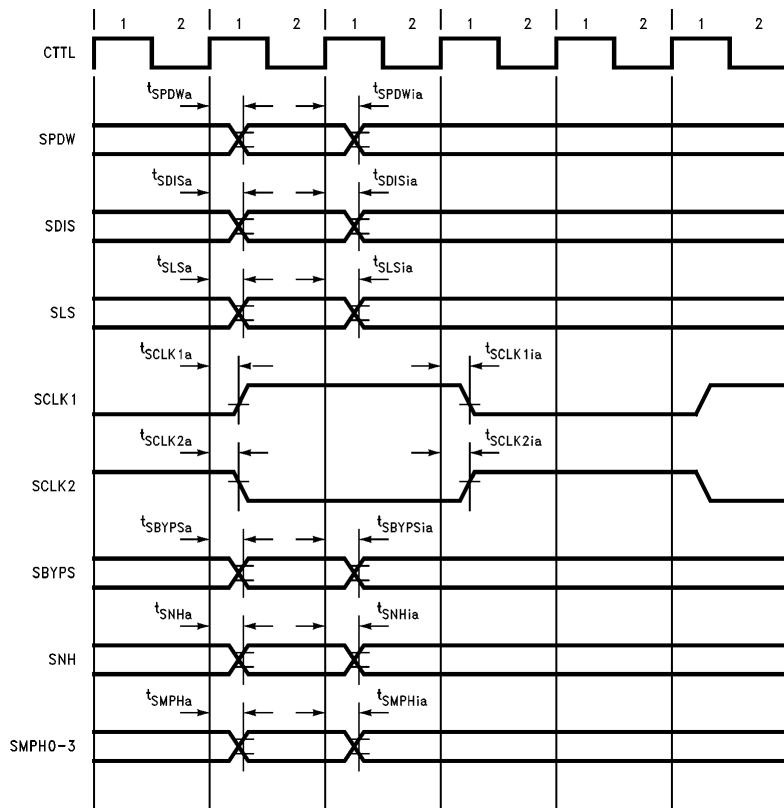 1 2 1 2 1 2 1 2 1 2 1 2
CTTL
tSPDWa tSPDWia
SPDW
tSDISa tSDISia
SDIS
tSLSa tSLSia
SLS
tSCLK1a tSCLK1ia
SCLK1
tSCLK2a tSCLK2ia
SCLK2
tSBYPSa tSBYPSia
SBYPS
tSNHa tSNHia
SNH
tSMPHa tSMPHia
SMPH0-3